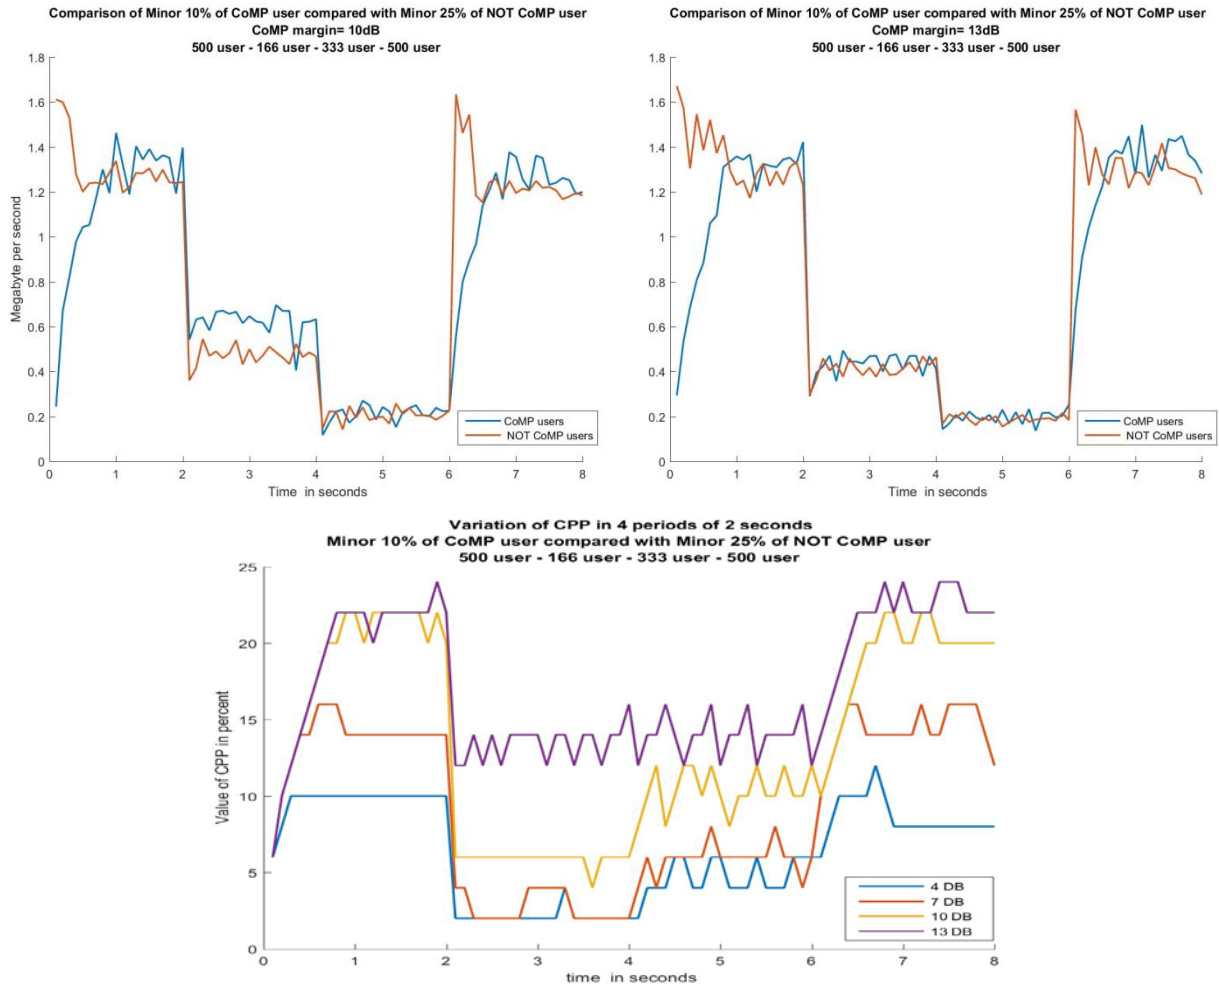 Comparison of Minor 10% of CoMP user compared with Minor 25% of NOT CoMP user
CoMP margin= 10dB
500 user - 166 user - 333 user - 500 user
1.8
1.6
1.4
1.2
1
0.8
0.6
0.4
0.2
0
Megabyte per second
0 1 2 3 4 5 6 7 8
Time in seconds
CoMP users
NOT CoMP users
Comparison of Minor 10% of CoMP user compared with Minor 25% of NOT CoMP user
CoMP margin= 13dB
500 user - 166 user - 333 user - 500 user
1.8
1.6
1.4
1.2
1
0.8
0.6
0.4
0.2
0
0 1 2 3 4 5 6 7 8
Time in seconds
CoMP users
NOT CoMP users
Variation of CPP in 4 periods of 2 seconds
Minor 10% of CoMP user compared with Minor 25% of NOT CoMP user
500 user - 166 user - 333 user - 500 user
25
20
15
10
5
0
Value of CPP in percent
0 1 2 3 4 5 6 7 8
time in seconds
4 DB
7 DB
10 DB
13 DB